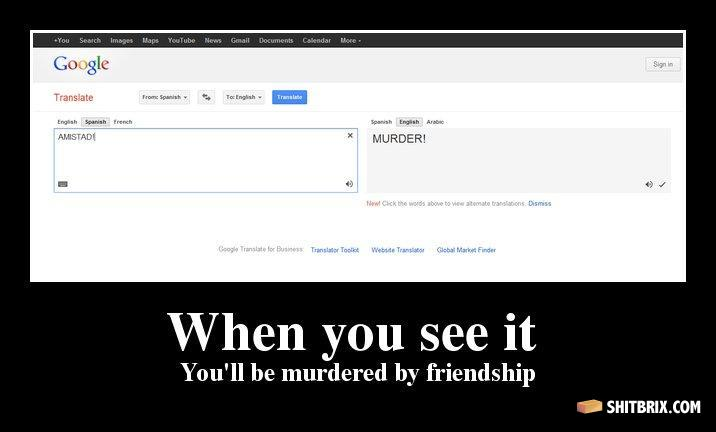 +You Search Images Maps YouTube News Gmail Documents Calendar More
Google
Sign in
Translate From: Spanish To: English Translate
English Spanish French
Spanish English Arabic
AMISTAD!
MURDER!
New! Click the words above to view alternate translations. Dismiss
Google Translate for Business: Translator Toolkit Website Translator Global Market Finder
When you see it
You'll be murdered by friendship
SHITBRIX.COM